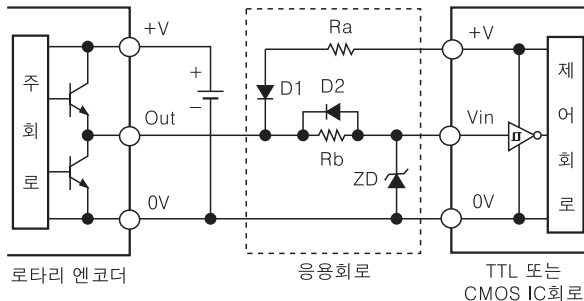 주회로
+V
Out
0V
+
−
Ra
D1
D2
Rb
ZD
+V
Vin
0V
제어회로
로타리 엔코더
응용회로
TTL 또는
CMOS IC회로